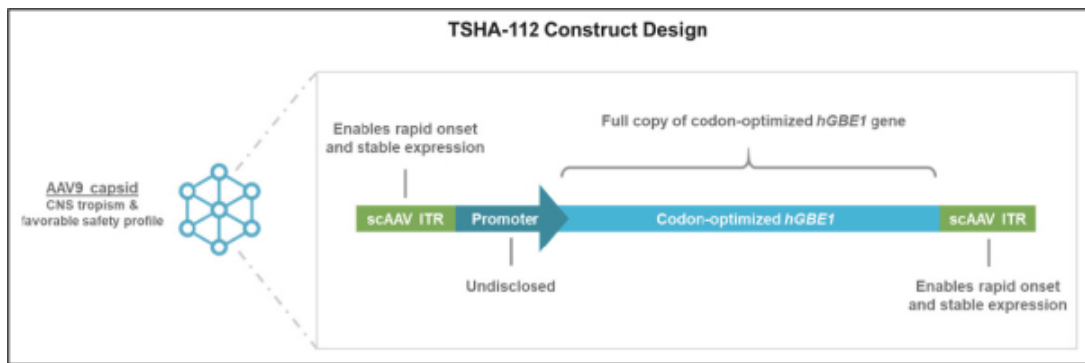 TSHA-112 Construct Design
Enables rapid onset
and stable expression
Full copy of codon-optimized hGBE1 gene
AAV9 capsid
CNS tropism &
favorable safety profile
scAAV ITR
Promoter
Codon-optimized hGBE1
scAAV ITR
Undisclosed
Enables rapid onset
and stable expression